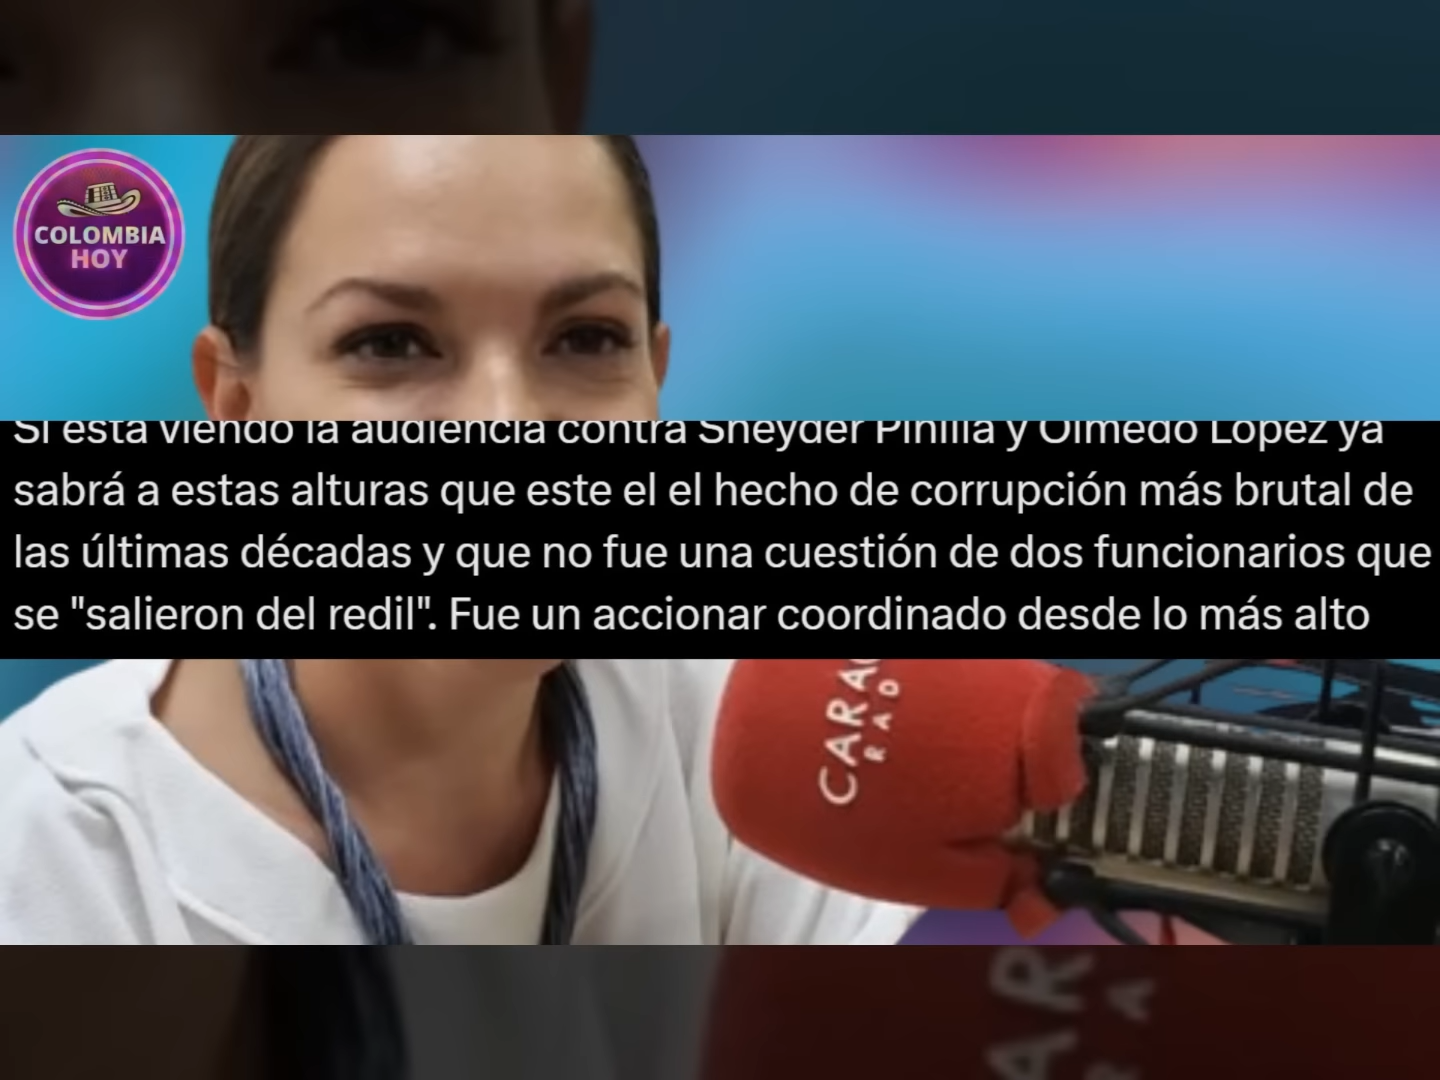 COLOMBIA
HOY
Si está viendo la audiencia contra Sneyder Pinilla y Olmedo López ya
sabrá a estas alturas que este el el hecho de corrupción más brutal de
las últimas décadas y que no fue una cuestión de dos funcionarios que
se "salieron del redil". Fue un accionar coordinado desde lo más alto
CARAC
RAD